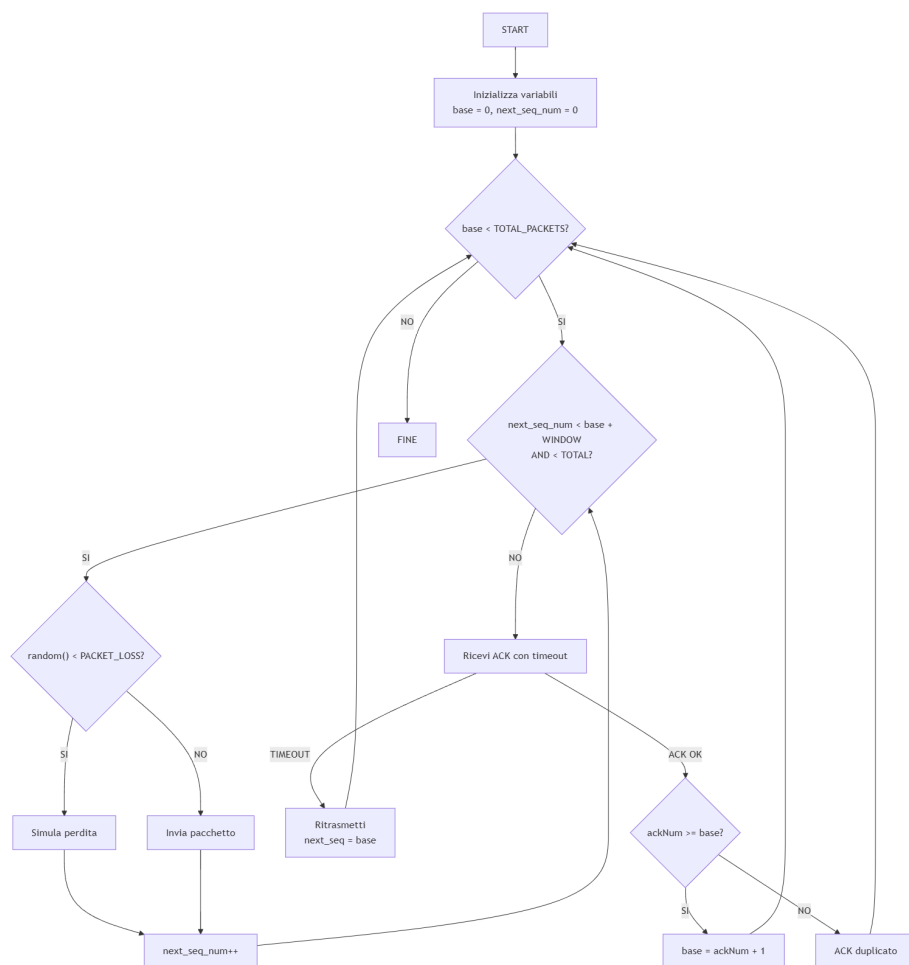 START
Inizializza variabili
base = 0, next_seq_num = 0
base < TOTAL_PACKETS?
NO
SI
next_seq_num < base +
WINDOW
AND < TOTAL?
FINE
SI
NO
random() < PACKET_LOSS?
Ricevi ACK con timeout
SI
NO
TIMEOUT
ACK OK
Simula perdita
Invia pacchetto
Ritrasmetti
next_seq = base
ackNum >= base?
SI
NO
next_seq_num++
base = ackNum + 1
ACK duplicato